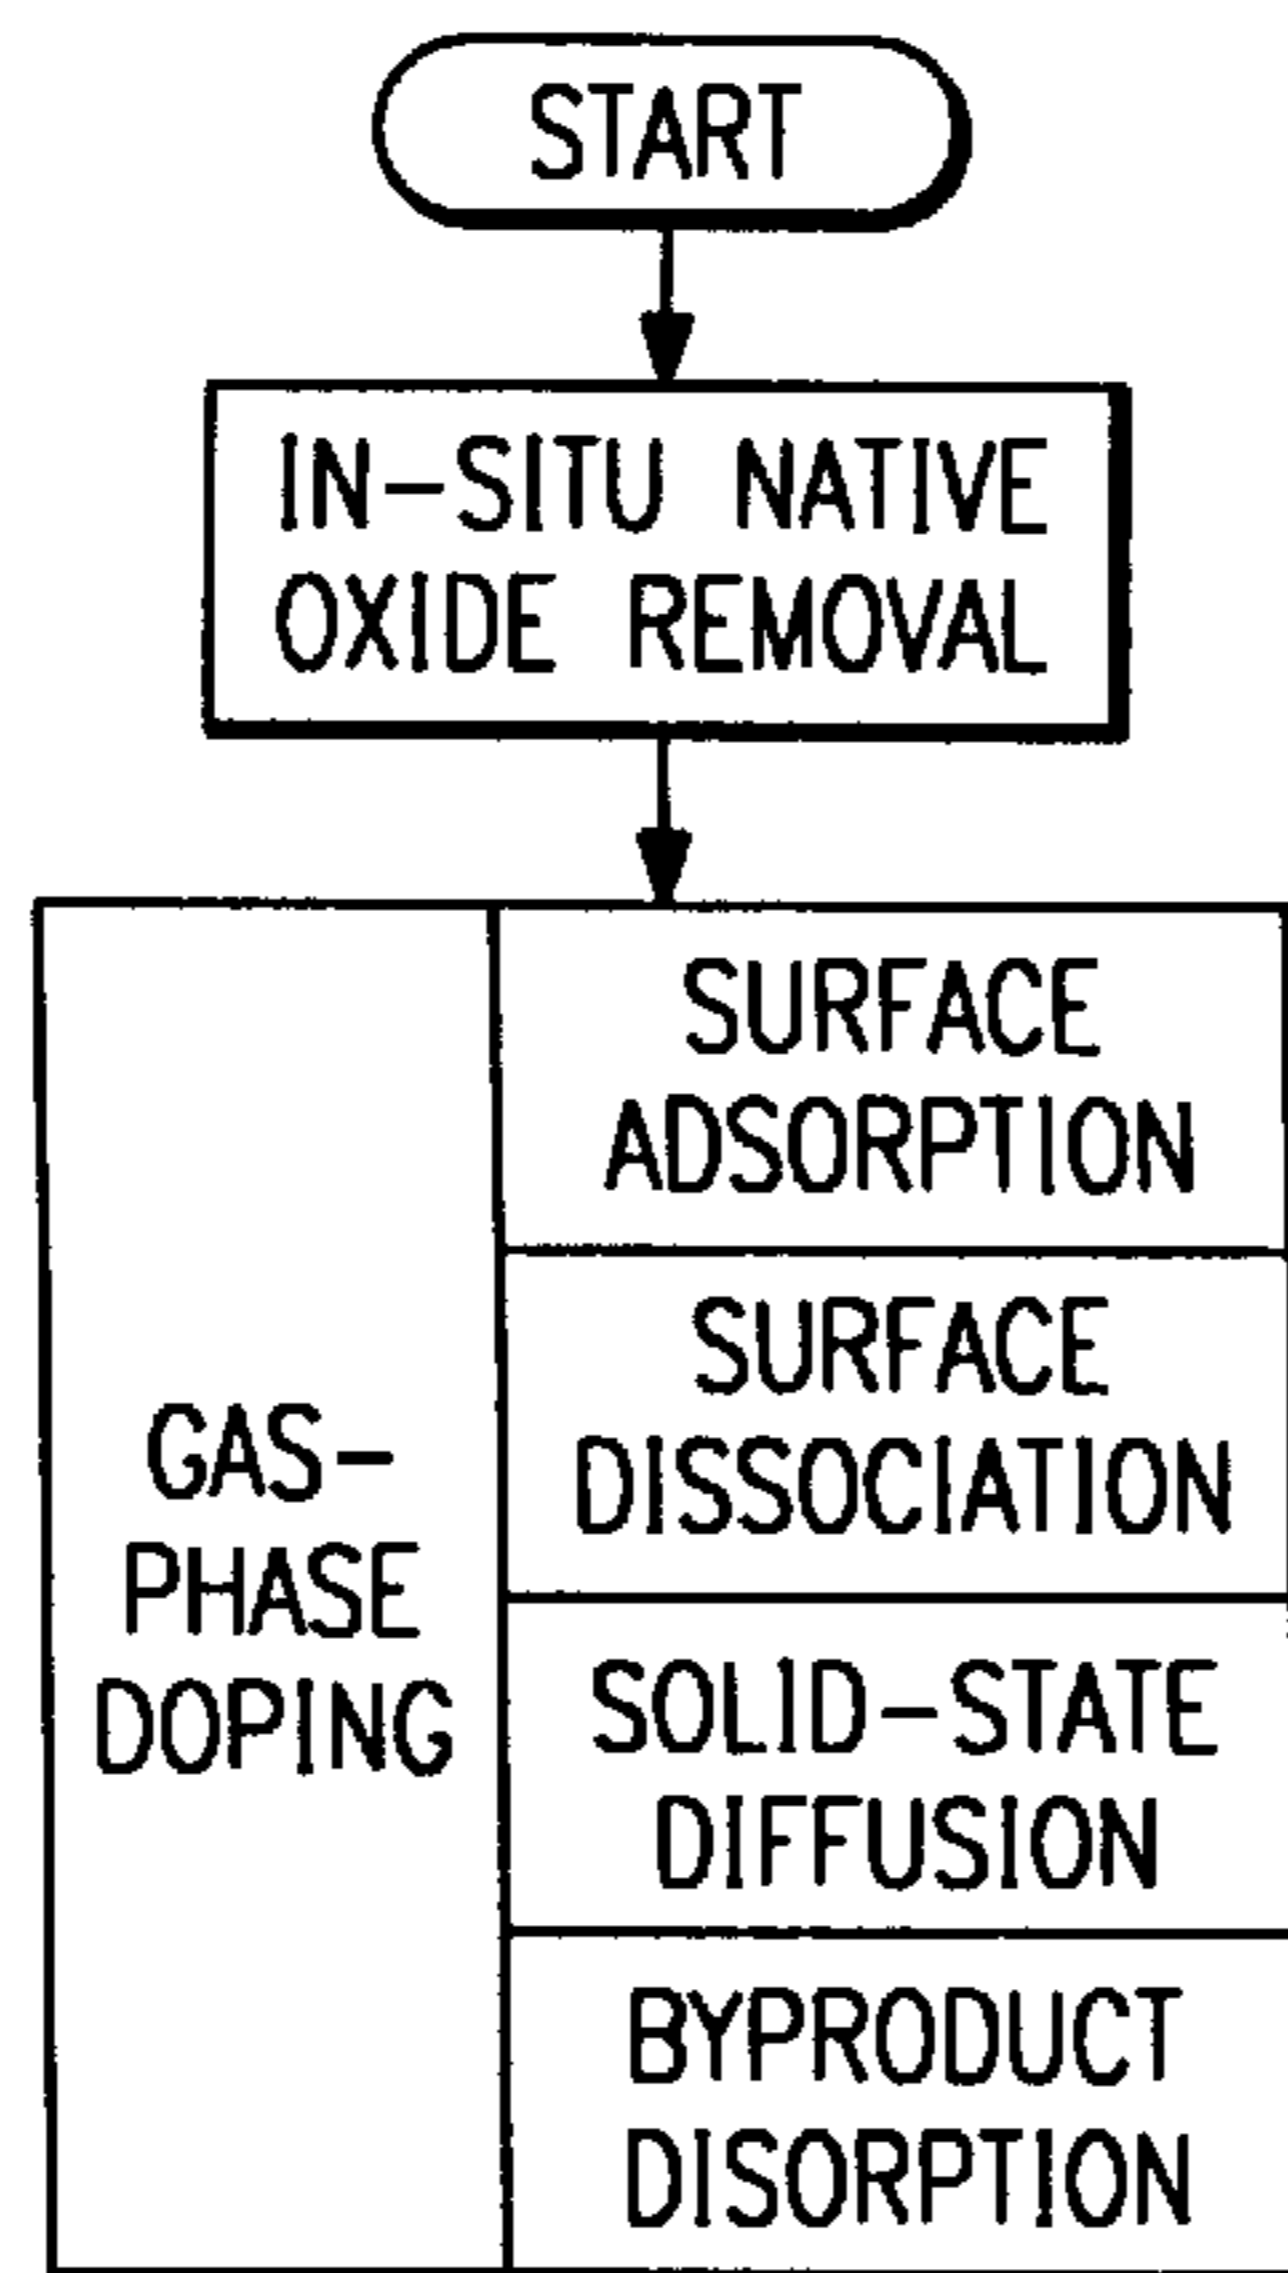 START
IN-SITU NATIVE
OXIDE REMOVAL
GAS-
PHASE
DOPING
SURFACE
ADSORPTION
SURFACE
DISSOCIATION
SOLID-STATE
DIFFUSION
BYPRODUCT
DISORPTION